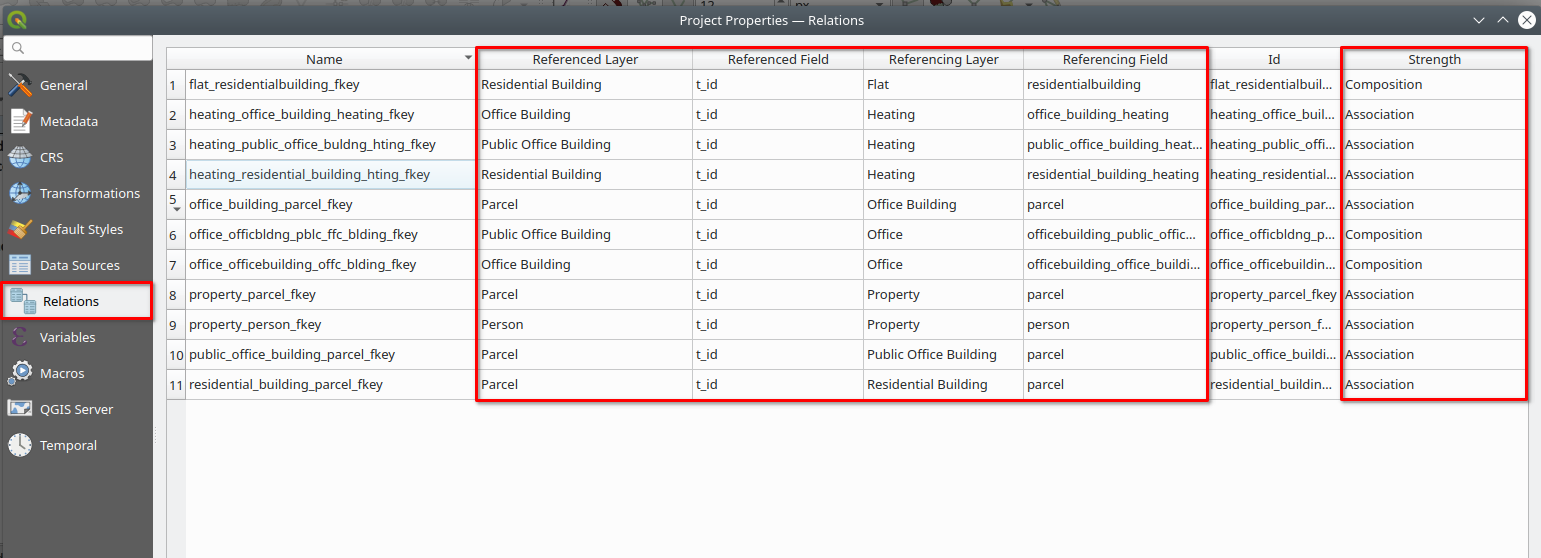 12 px
Project Properties — Relations
Name Referenced Layer Referenced Field Referencing Layer Referencing Field Id Strength
General
Metadata
CRS
Transformations
Default Styles
Data Sources
Relations
Variables
Macros
QGIS Server
Temporal
1 flat_residentialbuilding_fkey Residential Building t_id Flat residentialbuilding flat_residentialbuil... Composition
2 heating_office_building_heating_fkey Office Building t_id Heating office_building_heating heating_office_buil... Association
3 heating_public_office_buldng_hting_fkey Public Office Building t_id Heating public_office_building_heat... heating_public_offi... Association
4 heating_residential_building_hting_fkey Residential Building t_id Heating residential_building_heating heating_residential... Association
5 office_building_parcel_fkey Parcel t_id Office Building parcel office_building_par... Association
6 office_officbldng_pblc_ffc_blding_fkey Public Office Building t_id Office officebuilding_public_offic... office_officbldng_p... Composition
7 office_officebuilding_offc_blding_fkey Office Building t_id Office officebuilding_office_buildi... office_officebuildin... Composition
8 property_parcel_fkey Parcel t_id Property parcel property_parcel_fkey Association
9 property_person_fkey Person t_id Property person property_person_f... Association
10 public_office_building_parcel_fkey Parcel t_id Public Office Building parcel public_office_buildi... Association
11 residential_building_parcel_fkey Parcel t_id Residential Building parcel residential_buildin... Association